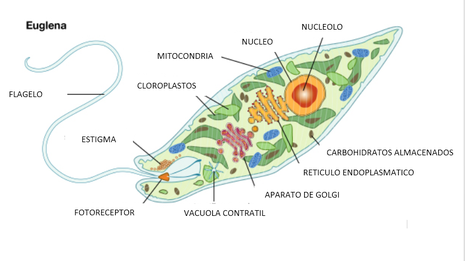 Euglena
NUCLEOLO
NUCLEO
MITOCONDRIA
CLOROPLASTOS
FLAGELO
ESTIGMA
CARBOHIDRATOS ALMACENADOS
RETICULO ENDOPLASMATICO
APARATO DE GOLGI
FOTORECEPTOR
VACUOLA CONTRATIL